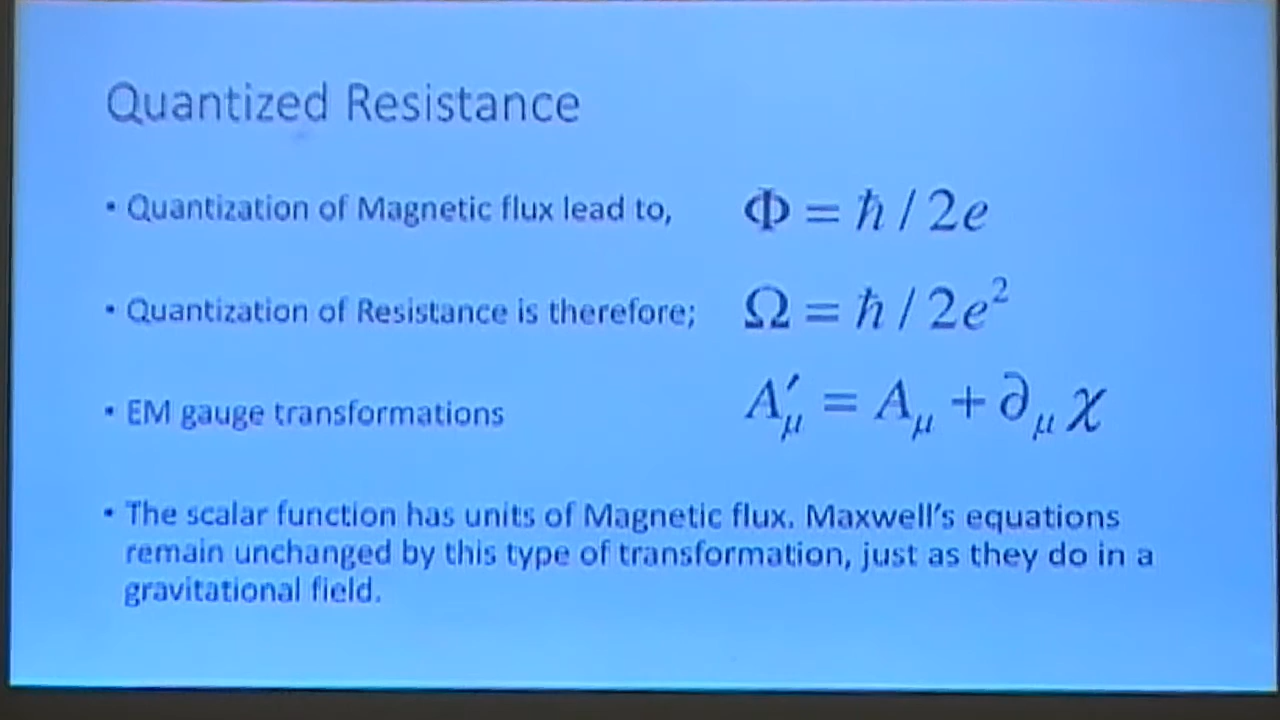 Quantized Resistance
• Quantization of Magnetic flux lead to, Φ = ℏ / 2e
• Quantization of Resistance is therefore; Ω = ℏ / 2e²
• EM gauge transformations A′_μ = A_μ + ∂_μ χ
• The scalar function has units of Magnetic flux. Maxwell's equations
remain unchanged by this type of transformation, just as they do in a
gravitational field.